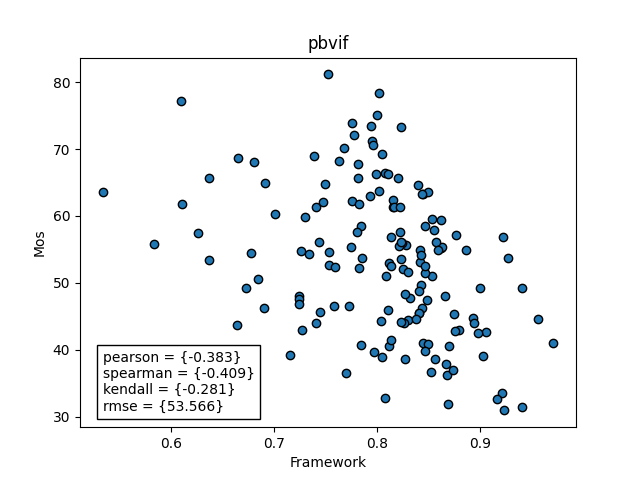 pbvif
80
70
60
50
40
30
Mos
pearson = {-0.383}
spearman = {-0.409}
kendall = {-0.281}
rmse = {53.566}
0.6 0.7 0.8 0.9
Framework